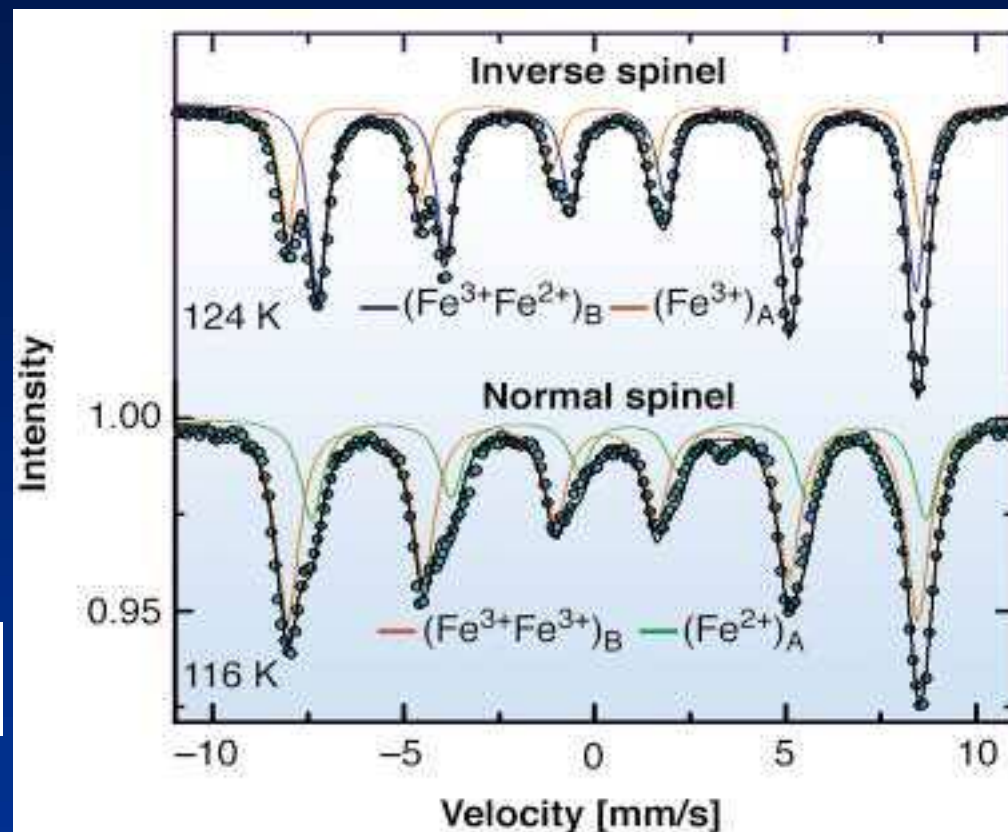 Inverse spinel
124 K
(Fe³⁺Fe²⁺)B (Fe³⁺)A
Normal spinel
Intensity
1.00
0.95
(Fe³⁺Fe³⁺)B (Fe²⁺)A
116 K
–10 –5 0 5 10
Velocity [mm/s]